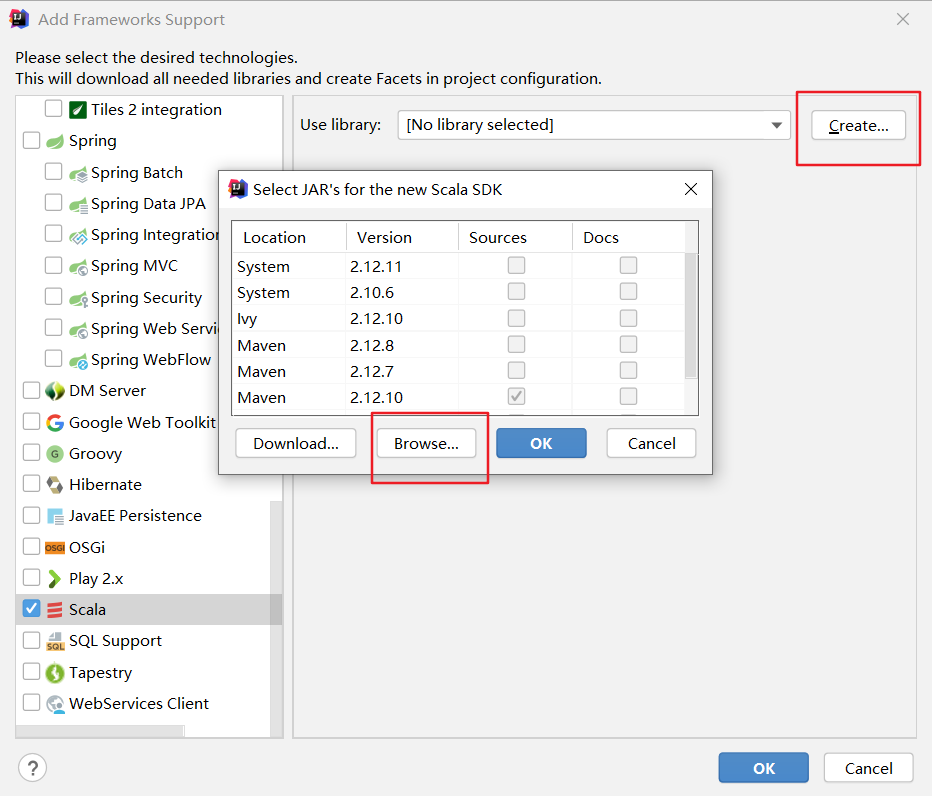 Add Frameworks Support
Please select the desired technologies.
This will download all needed libraries and create Facets in project configuration.
Tiles 2 integration
Spring
Spring Batch
Spring Data JPA
Spring Integration
Spring MVC
Spring Security
Spring Web Servi
Spring WebFlow
DM Server
Google Web Toolkit
Groovy
Hibernate
JavaEE Persistence
OSGi
Play 2.x
Scala
SQL Support
Tapestry
WebServices Client
Use library:
[No library selected]
Create...
Select JAR's for the new Scala SDK
Location Version Sources Docs
System 2.12.11
System 2.10.6
Ivy 2.12.10
Maven 2.12.8
Maven 2.12.7
Maven 2.12.10
Download... Browse... OK Cancel
? OK Cancel